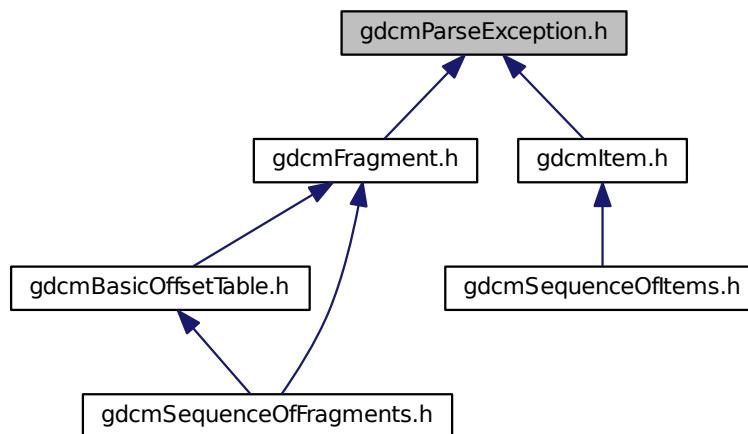 gdcmParseException.h
gdcmFragment.h
gdcmItem.h
gdcmBasicOffsetTable.h
gdcmSequenceOfItems.h
gdcmSequenceOfFragments.h